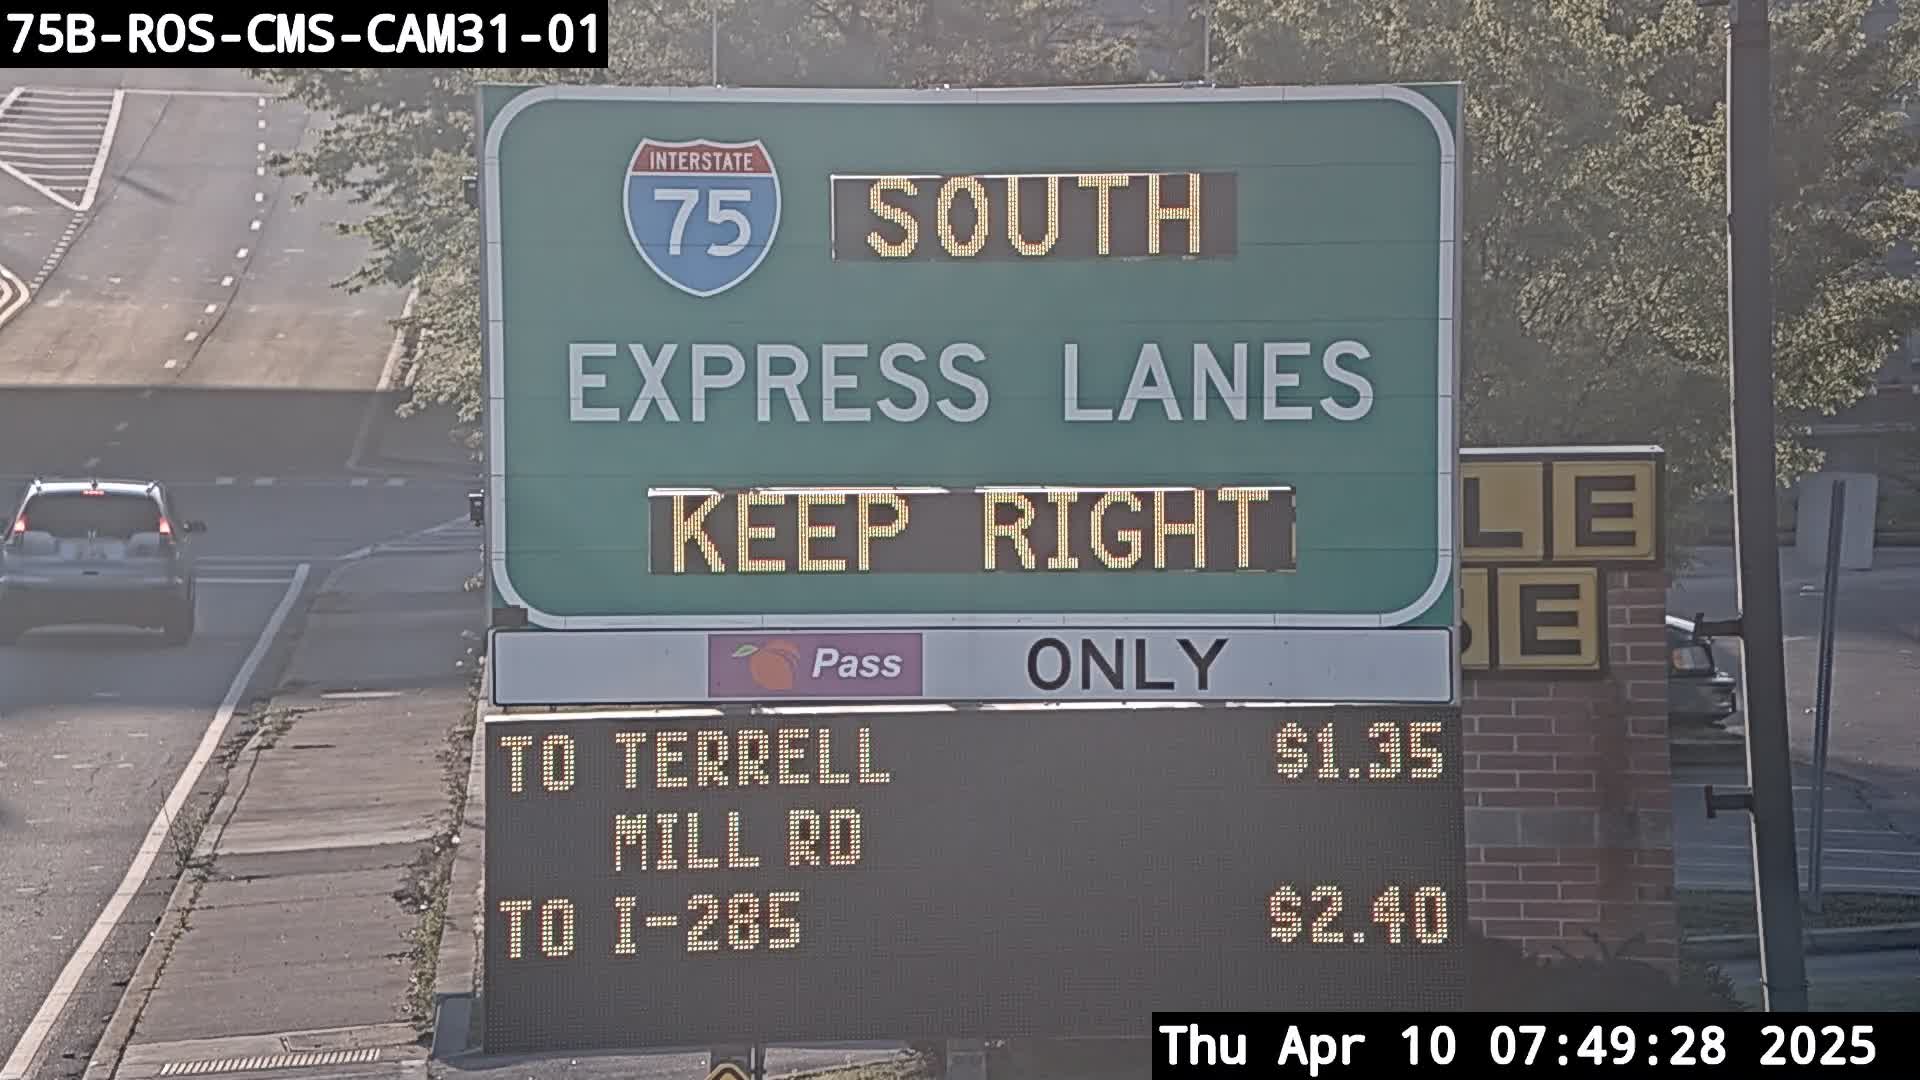 75B-ROS-CMS-CAM31-01
INTERSTATE
75
SOUTH
EXPRESS LANES
KEEP RIGHT
LE
E
Pass ONLY
TO TERRELL $1.35
MILL RD
TO I-285 $2.40
Thu Apr 10 07:49:28 2025